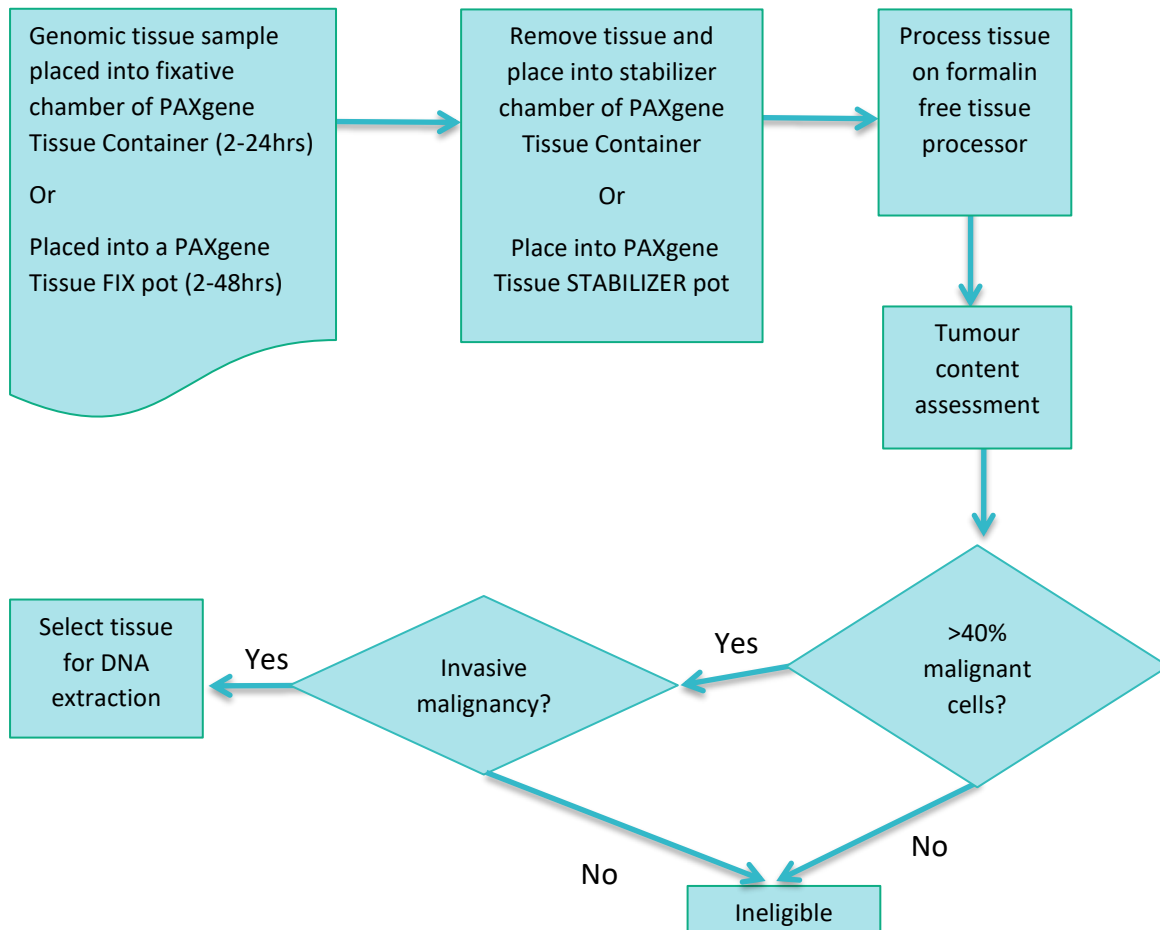 Genomic tissue sample
placed into fixative
chamber of PAXgene
Tissue Container (2-24hrs)
Or
Placed into a PAXgene
Tissue FIX pot (2-48hrs)
Remove tissue and
place into stabilizer
chamber of PAXgene
Tissue Container
Or
Place into PAXgene
Tissue STABILIZER pot
Process tissue
on formalin
free tissue
processor
Tumour
content
assessment
>40%
malignant
cells?
Yes
Invasive
malignancy?
Yes
Select tissue
for DNA
extraction
No
No
Ineligible